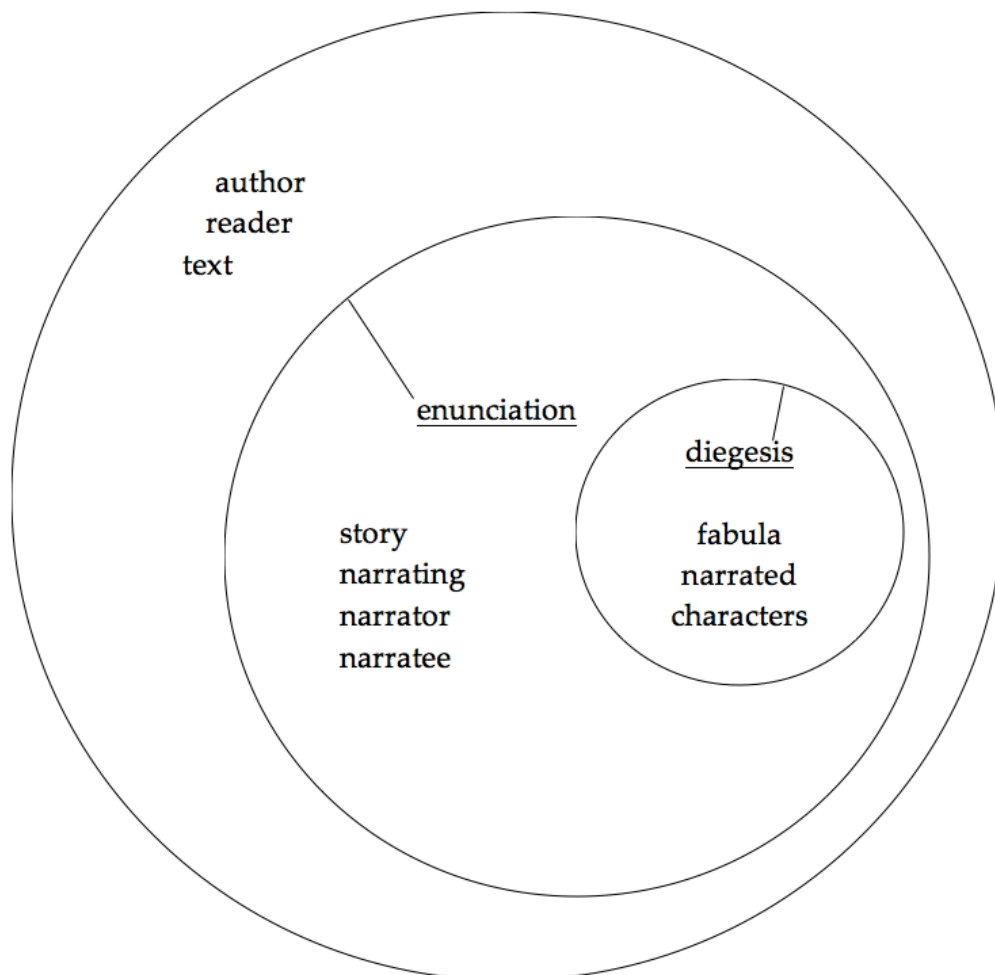 author
reader
text
enunciation
diegesis
story
narrating
narrator
narratee
fabula
narrated
characters